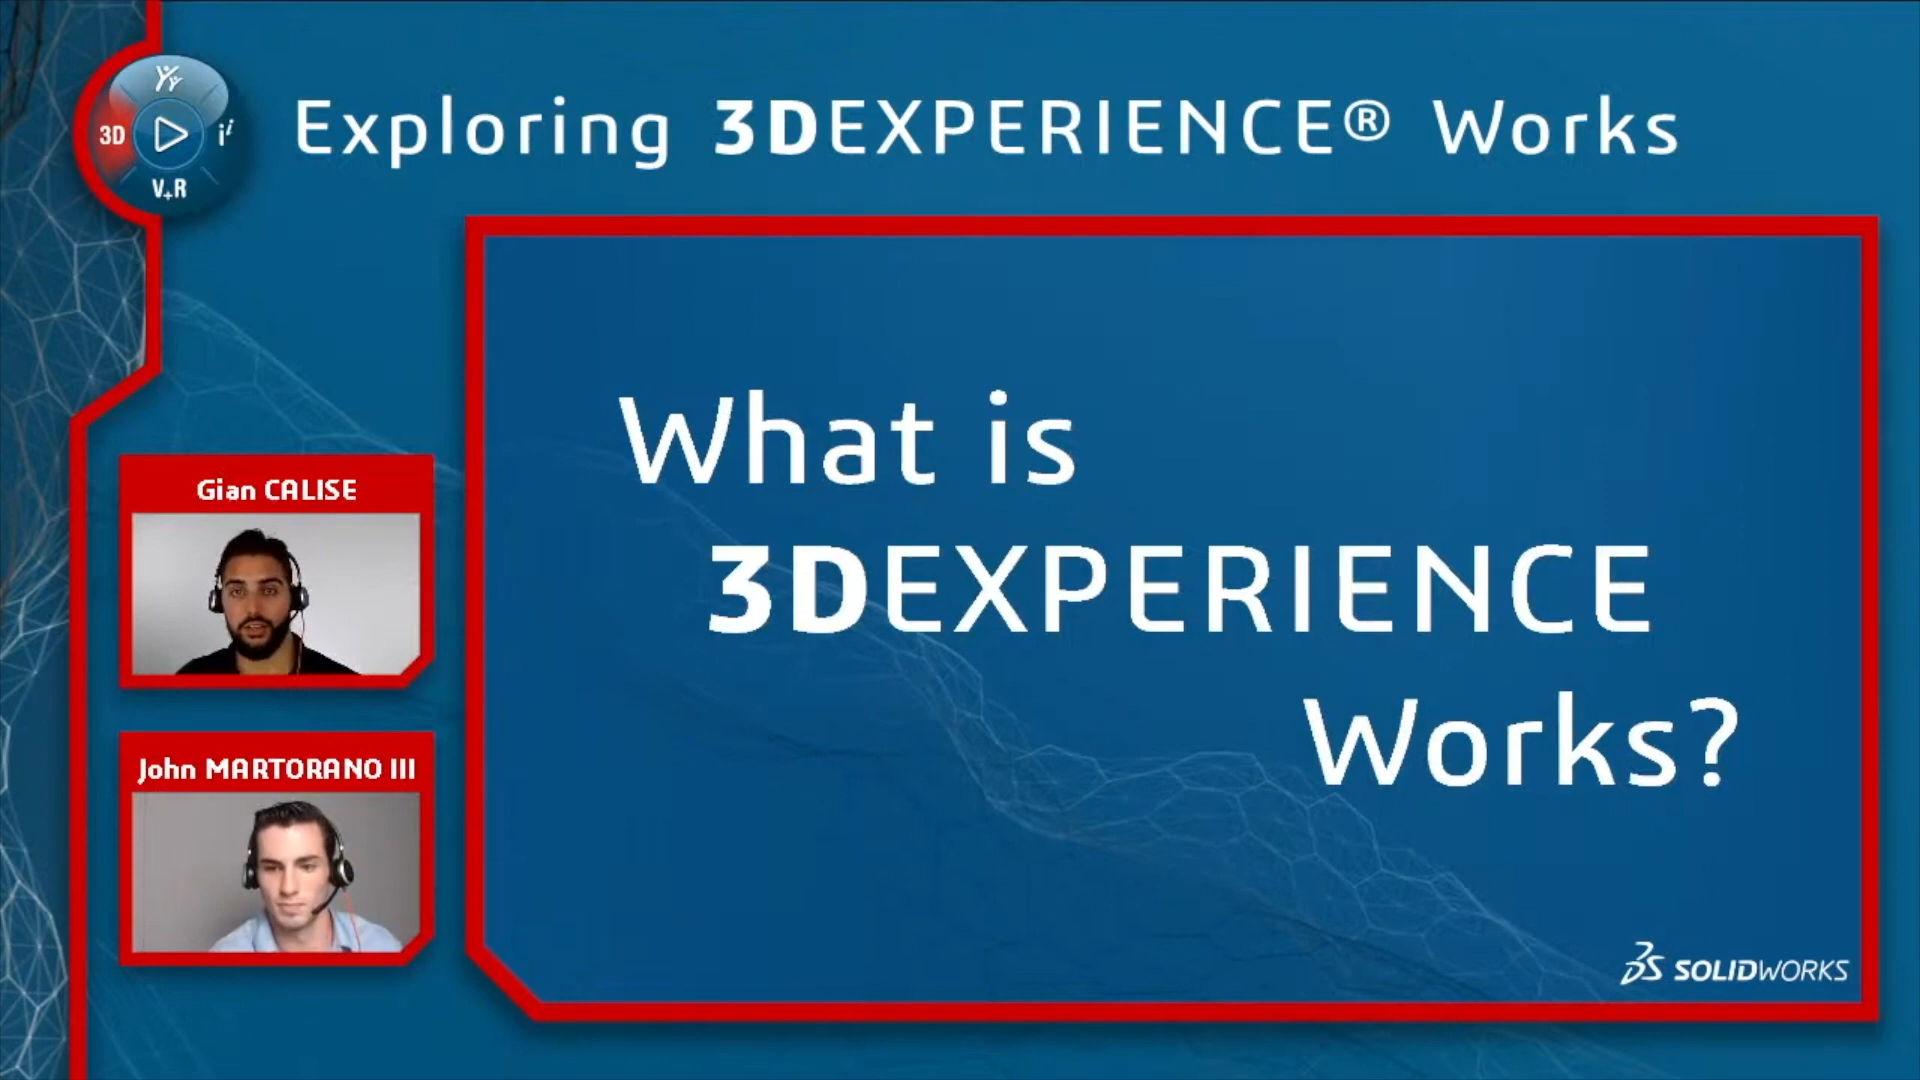 Exploring 3DEXPERIENCE® Works
3D
i
V+R
Gian CALISE
John MARTORANO III
What is
3DEXPERIENCE
Works?
SOLIDWORKS